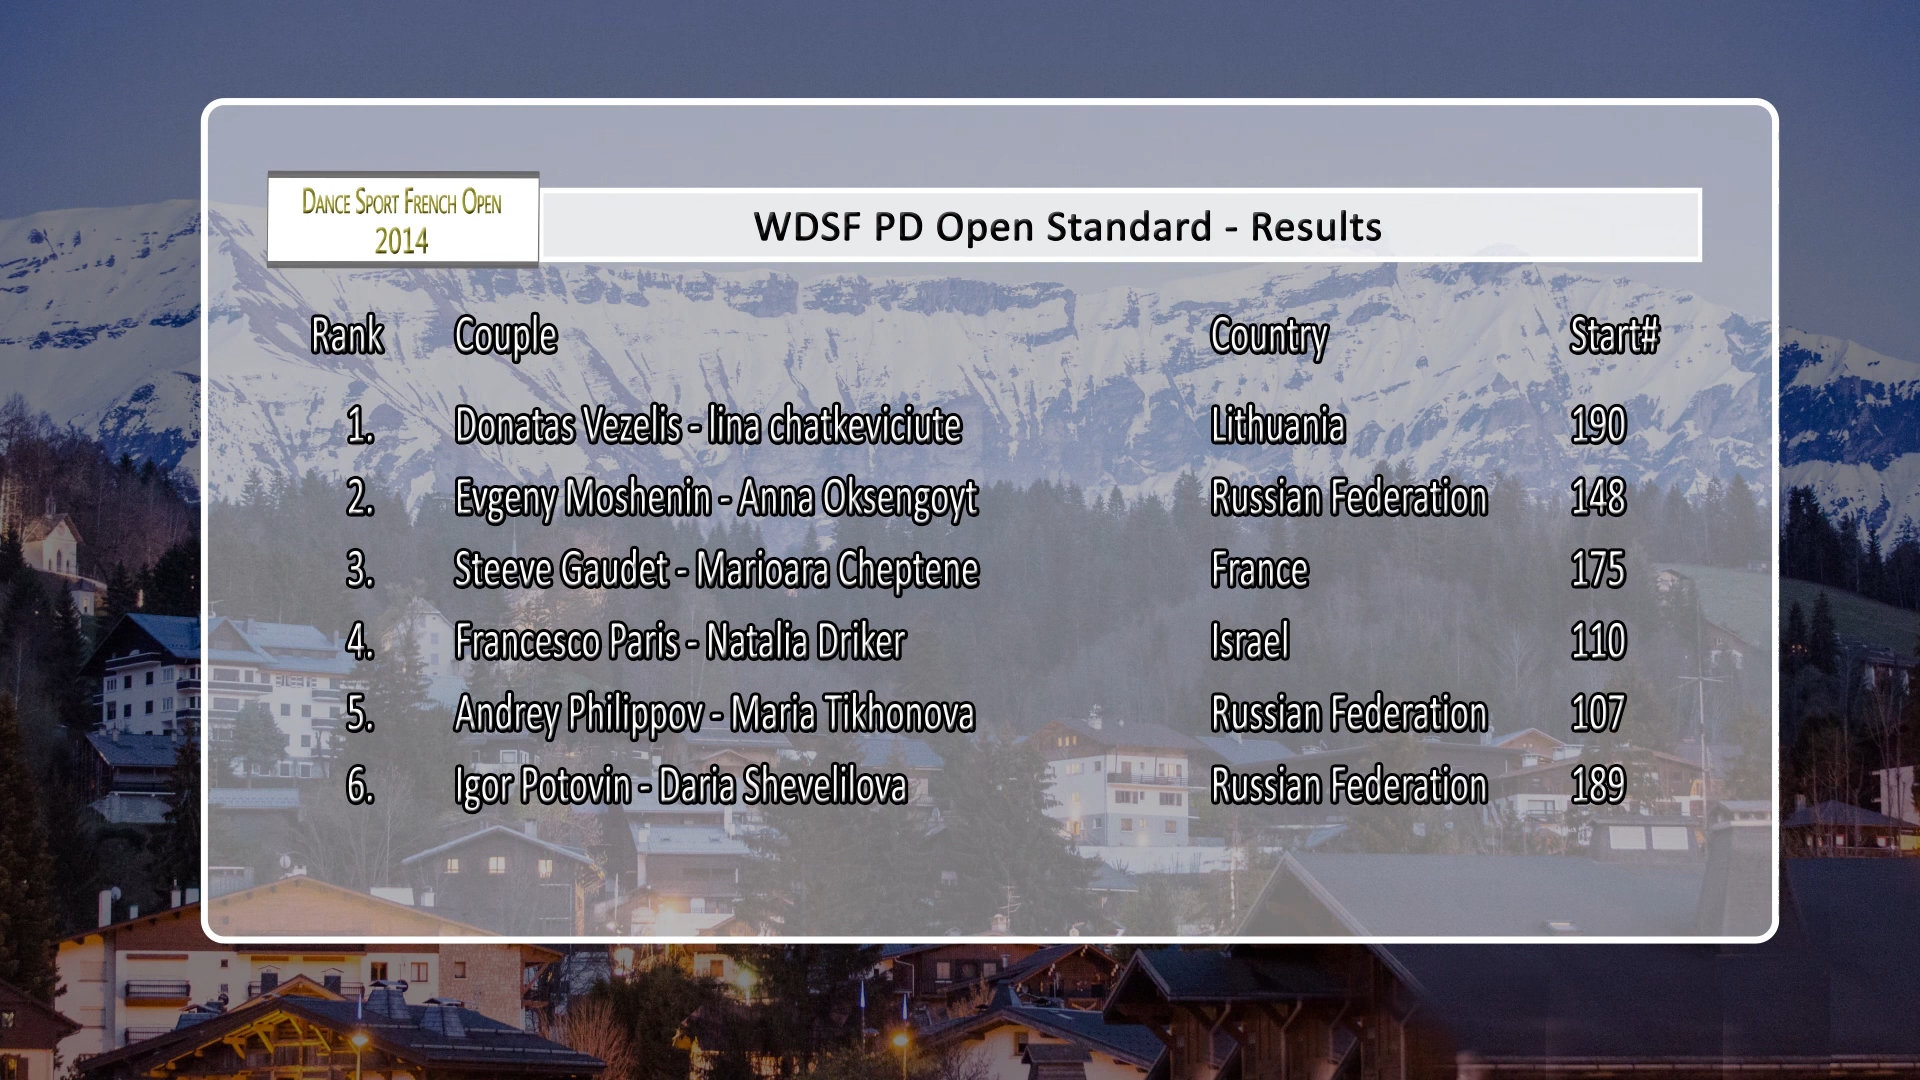 DANCE SPORT FRENCH OPEN
2014
WDSF PD Open Standard - Results
Rank Couple Country Start#
1. Donatas Vezelis - lina chatkeviciute Lithuania 190
2. Evgeny Moshenin - Anna Oksengoyt Russian Federation 148
3. Steeve Gaudet - Marioara Cheptene France 175
4. Francesco Paris - Natalia Driker Israel 110
5. Andrey Philippov - Maria Tikhonova Russian Federation 107
6. Igor Potovin - Daria Shevelilova Russian Federation 189